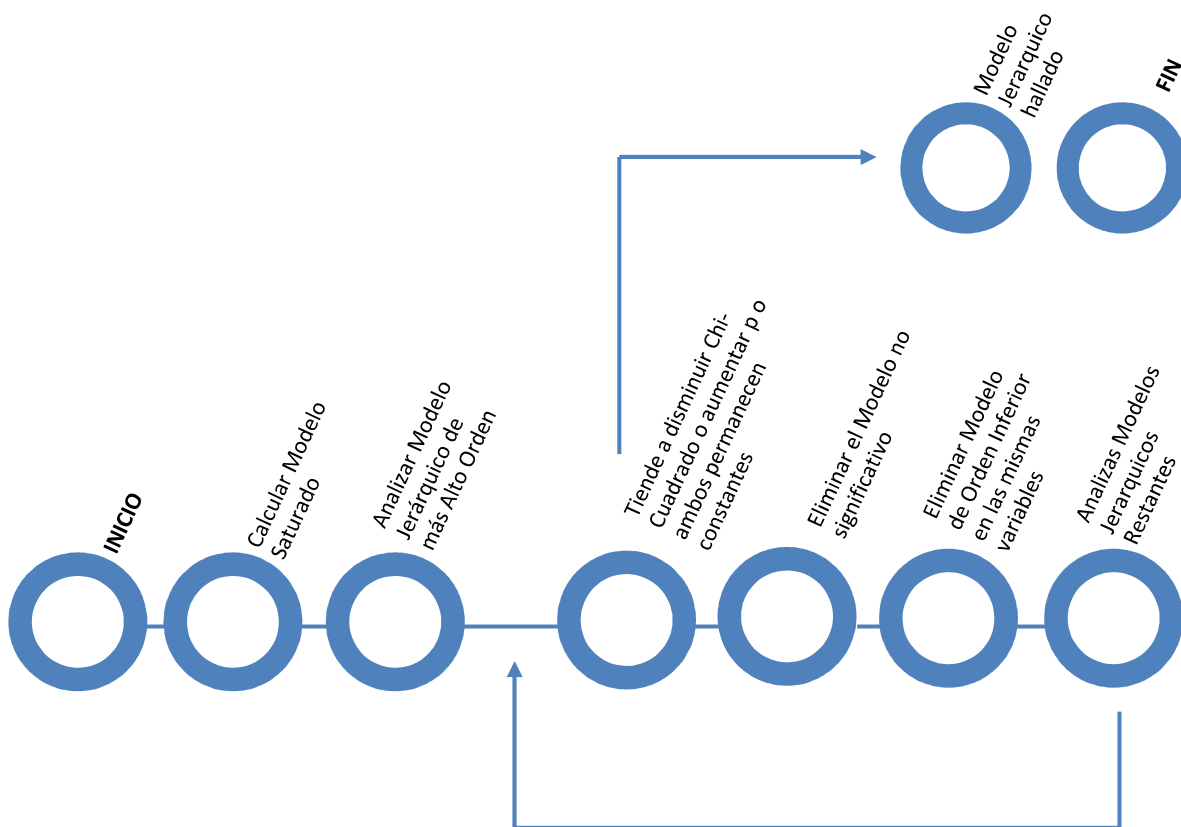 INICIO
Calcular Modelo
Saturado
Analizar Modelo
Jerárquico de
más Alto Orden
Tiende a disminuir Chi-
Cuadrado o aumentar p o
ambos permanecen
constantes
Eliminar el Modelo no
significativo
Eliminar Modelo
de Orden Inferior
en las mismas
variables
Analizas Modelos
Jerarquicos
Restantes
Modelo
Jerarquico
hallado
FIN